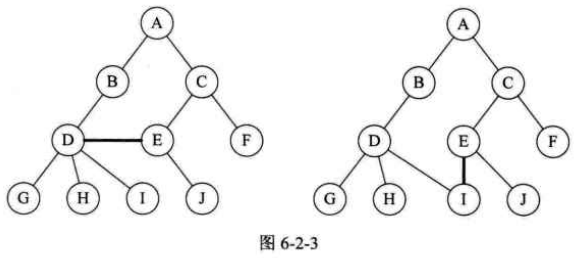 A A
B C B C
D E F D E F
G H I J G H I J
图 6-2-3